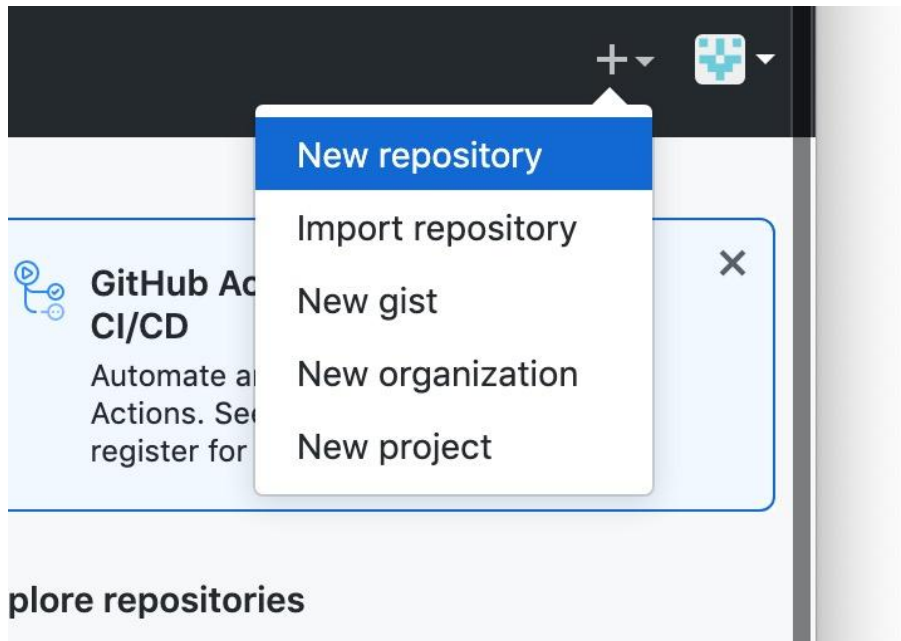 New repository
Import repository
New gist
New organization
New project
GitHub Ac
CI/CD
Automate a
Actions. See
register for
plore repositories